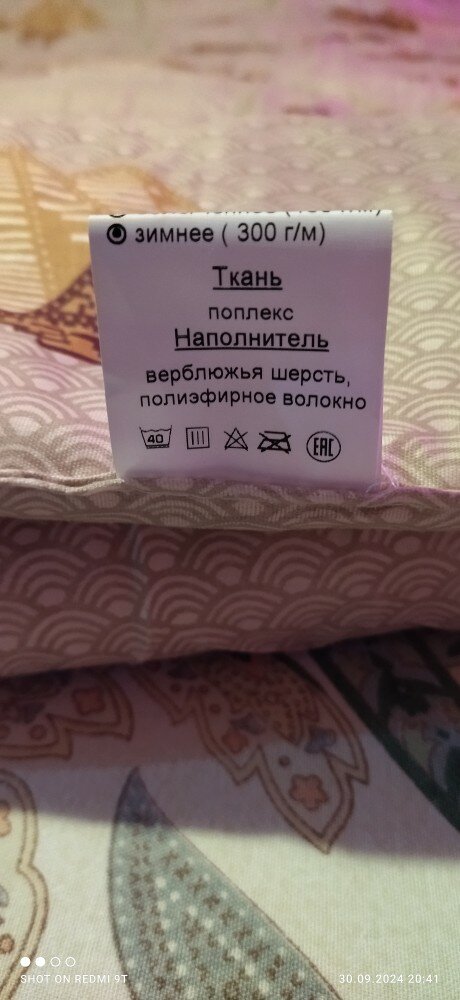 зимнее ( 300 г/м)
Ткань
поплекс
Наполнитель
верблюжья шерсть,
полиэфирное волокно
40
EAC
SHOT ON REDMI 9T
30.09.2024 20:41